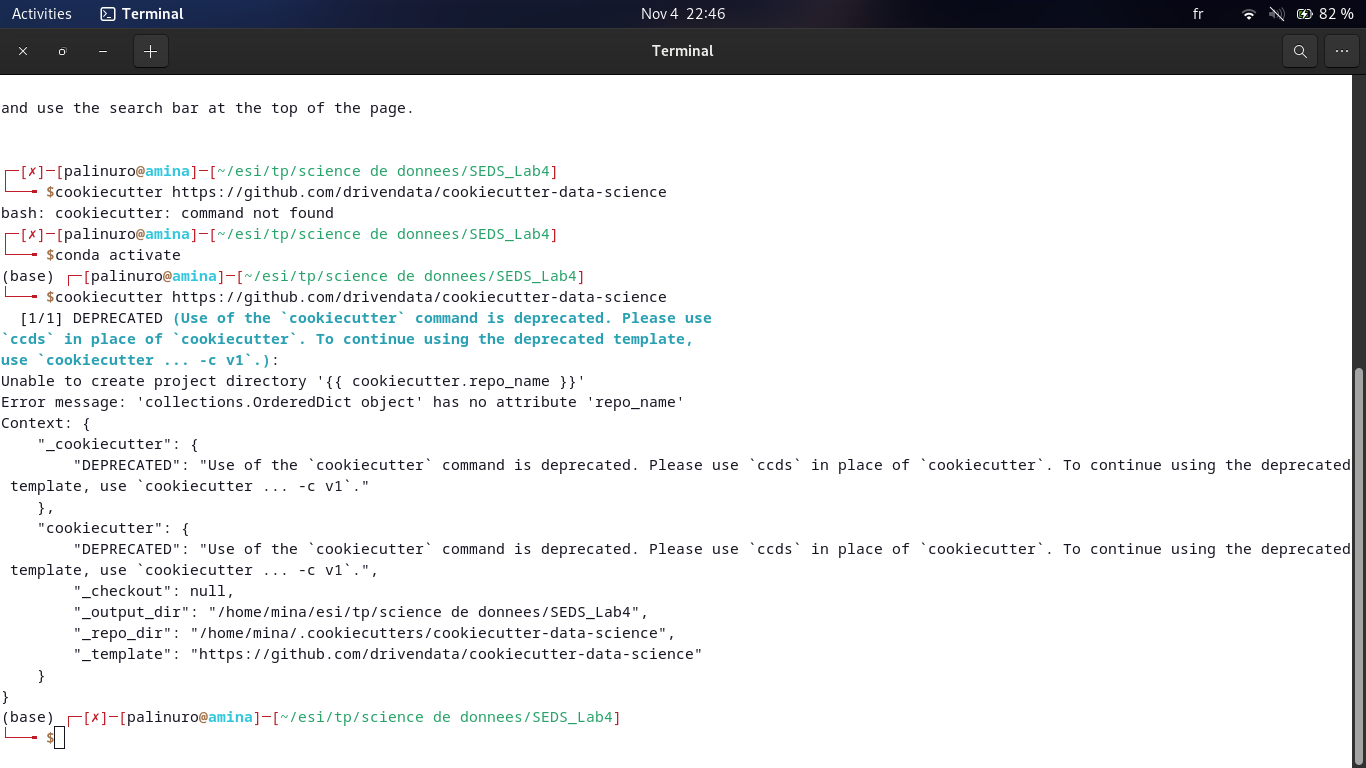 Activities Terminal Nov 4 22:46 fr 82 %
Terminal
and use the search bar at the top of the page.
┌─[✗]─[palinuro@amina]─[~/esi/tp/science de donnees/SEDS_Lab4]
└──╼ $cookiecutter https://github.com/drivendata/cookiecutter-data-science
bash: cookiecutter: command not found
┌─[✗]─[palinuro@amina]─[~/esi/tp/science de donnees/SEDS_Lab4]
└──╼ $conda activate
(base) ┌─[palinuro@amina]─[~/esi/tp/science de donnees/SEDS_Lab4]
└──╼ $cookiecutter https://github.com/drivendata/cookiecutter-data-science
  [1/1] DEPRECATED (Use of the `cookiecutter` command is deprecated. Please use
`ccds` in place of `cookiecutter`. To continue using the deprecated template,
use `cookiecutter ... -c v1`.):
Unable to create project directory '{{ cookiecutter.repo_name }}'
Error message: 'collections.OrderedDict object' has no attribute 'repo_name'
Context: {
    "_cookiecutter": {
        "DEPRECATED": "Use of the `cookiecutter` command is deprecated. Please use `ccds` in place of `cookiecutter`. To continue using the deprecated
 template, use `cookiecutter ... -c v1`."
    },
    "cookiecutter": {
        "DEPRECATED": "Use of the `cookiecutter` command is deprecated. Please use `ccds` in place of `cookiecutter`. To continue using the deprecated
 template, use `cookiecutter ... -c v1`.",
        "_checkout": null,
        "_output_dir": "/home/mina/esi/tp/science de donnees/SEDS_Lab4",
        "_repo_dir": "/home/mina/.cookiecutters/cookiecutter-data-science",
        "_template": "https://github.com/drivendata/cookiecutter-data-science"
    }
}
(base) ┌─[✗]─[palinuro@amina]─[~/esi/tp/science de donnees/SEDS_Lab4]
└──╼ $